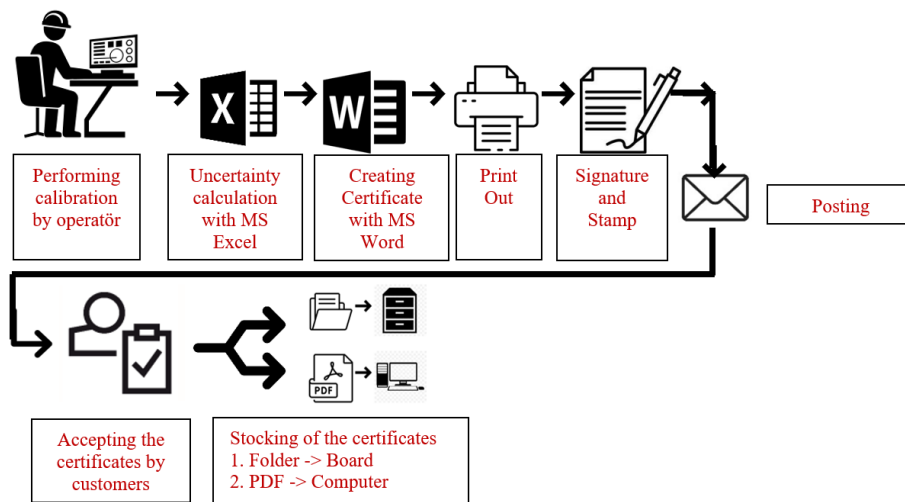 X
W
Performing
calibration
by operatör
Uncertainty
calculation
with MS
Excel
Creating
Certificate
with MS
Word
Print
Out
Signature
and
Stamp
Posting
PDF
Accepting the
certificates by
customers
Stocking of the certificates
1. Folder -> Board
2. PDF -> Computer